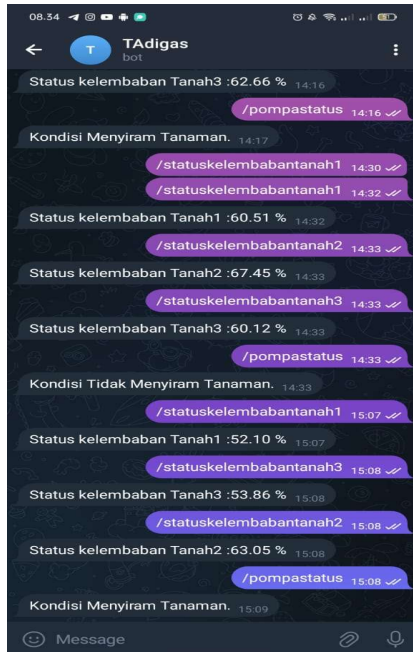 08.34
T
TAdigas
bot
Status kelembaban Tanah3 :62.66 % 14:16
/pompastatus 14:16
Kondisi Menyiram Tanaman. 14:17
/statuskelembabantanah1 14:30
/statuskelembabantanah1 14:32
Status kelembaban Tanah1 :60.51 % 14:32
/statuskelembabantanah2 14:33
Status kelembaban Tanah2 :67.45 % 14:33
/statuskelembabantanah3 14:33
Status kelembaban Tanah3 :60.12 % 14:33
/pompastatus 14:33
Kondisi Tidak Menyiram Tanaman. 14:33
/statuskelembabantanah1 15:07
Status kelembaban Tanah1 :52.10 % 15:07
/statuskelembabantanah3 15:08
Status kelembaban Tanah3 :53.86 % 15:08
/statuskelembabantanah2 15:08
Status kelembaban Tanah2 :63.05 % 15:08
/pompastatus 15:08
Kondisi Menyiram Tanaman. 15:09
Message